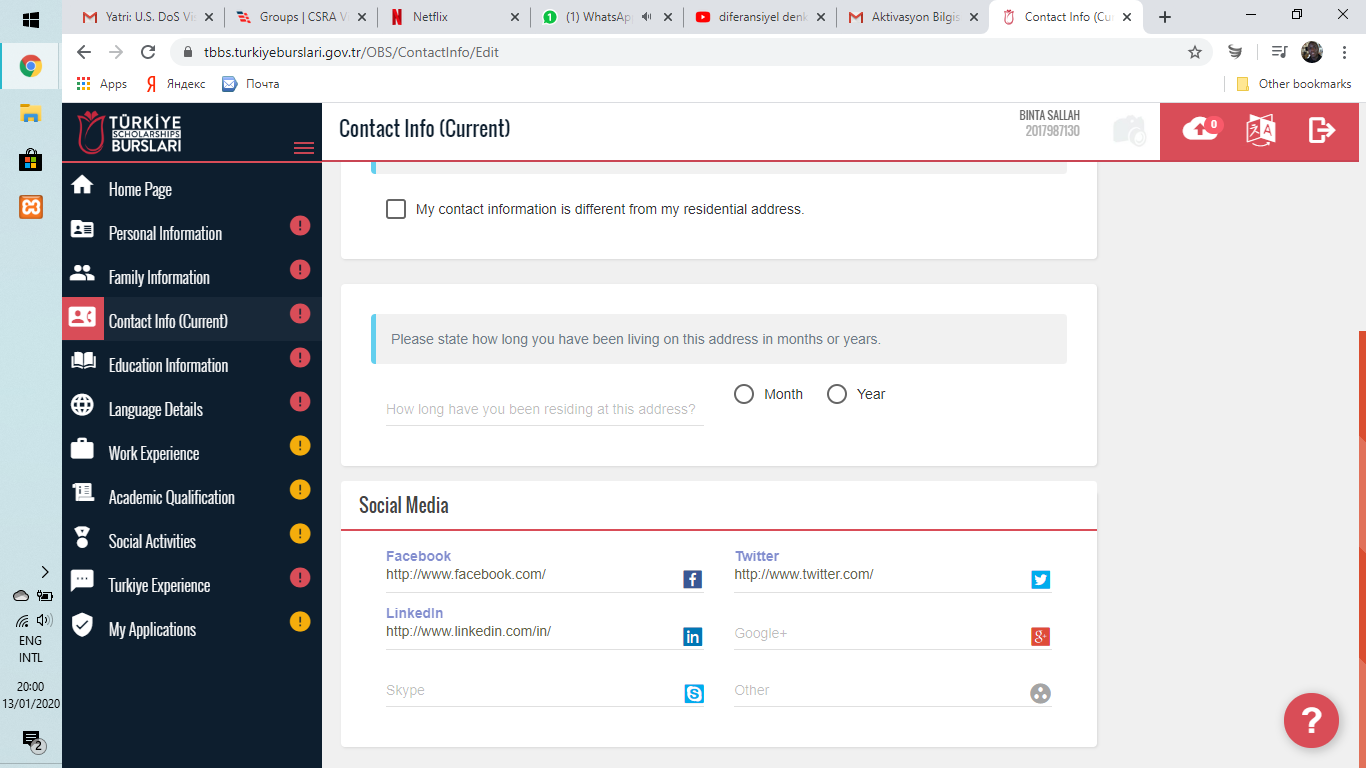 Yatri: U.S. DoS Vi
Groups | CSRA V
Netflix
(1) WhatsAp
diferansiyel denk
Aktivasyon Bilgis
Contact Info (Cu
tbbs.turkiyeburslari.gov.tr/OBS/ContactInfo/Edit
Apps
Яндекс
Почта
Other bookmarks
TÜRKİYE
SCHOLARSHIPS
BURSLARI
Contact Info (Current)
BINTA SALLAH
2017987130
0
Home Page
Personal Information
Family Information
Contact Info (Current)
Education Information
Language Details
Work Experience
Academic Qualification
Social Activities
Turkiye Experience
My Applications
My contact information is different from my residential address.
Please state how long you have been living on this address in months or years.
How long have you been residing at this address?
Month
Year
Social Media
Facebook
http://www.facebook.com/
Twitter
http://www.twitter.com/
LinkedIn
http://www.linkedin.com/in/
Google+
Skype
Other
ENG
INTL
20:00
13/01/2020
2
?